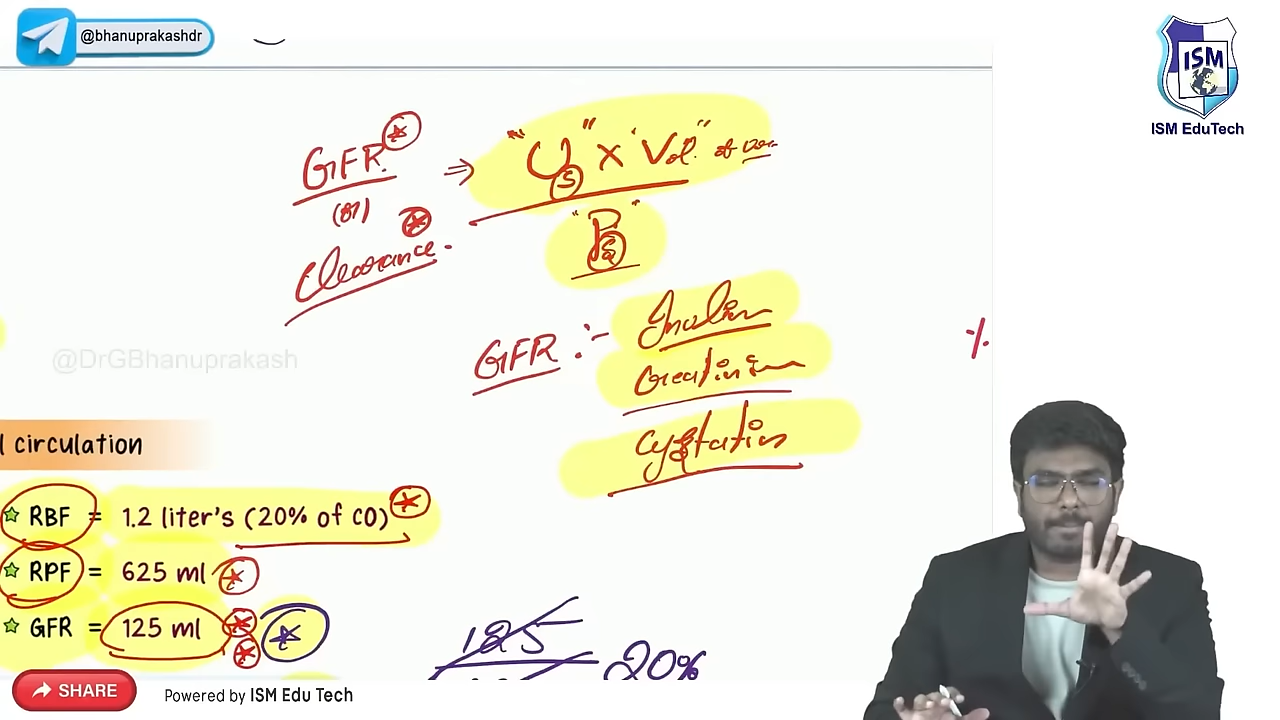 @bhanuprakashdr
ISM
ISM EduTech
GFR ⇒ "U" x "Vol." of
(or)
S
Clearance.
"P"
S
GFR :- Inulin
Creatinine
Cystatin
%
@DrGBhanuprakash
l circulation
☆ RBF = 1.2 liter's (20% of CO)
☆ RPF = 625 ml
☆ GFR = 125 ml
125
20%
SHARE
Powered by ISM Edu Tech